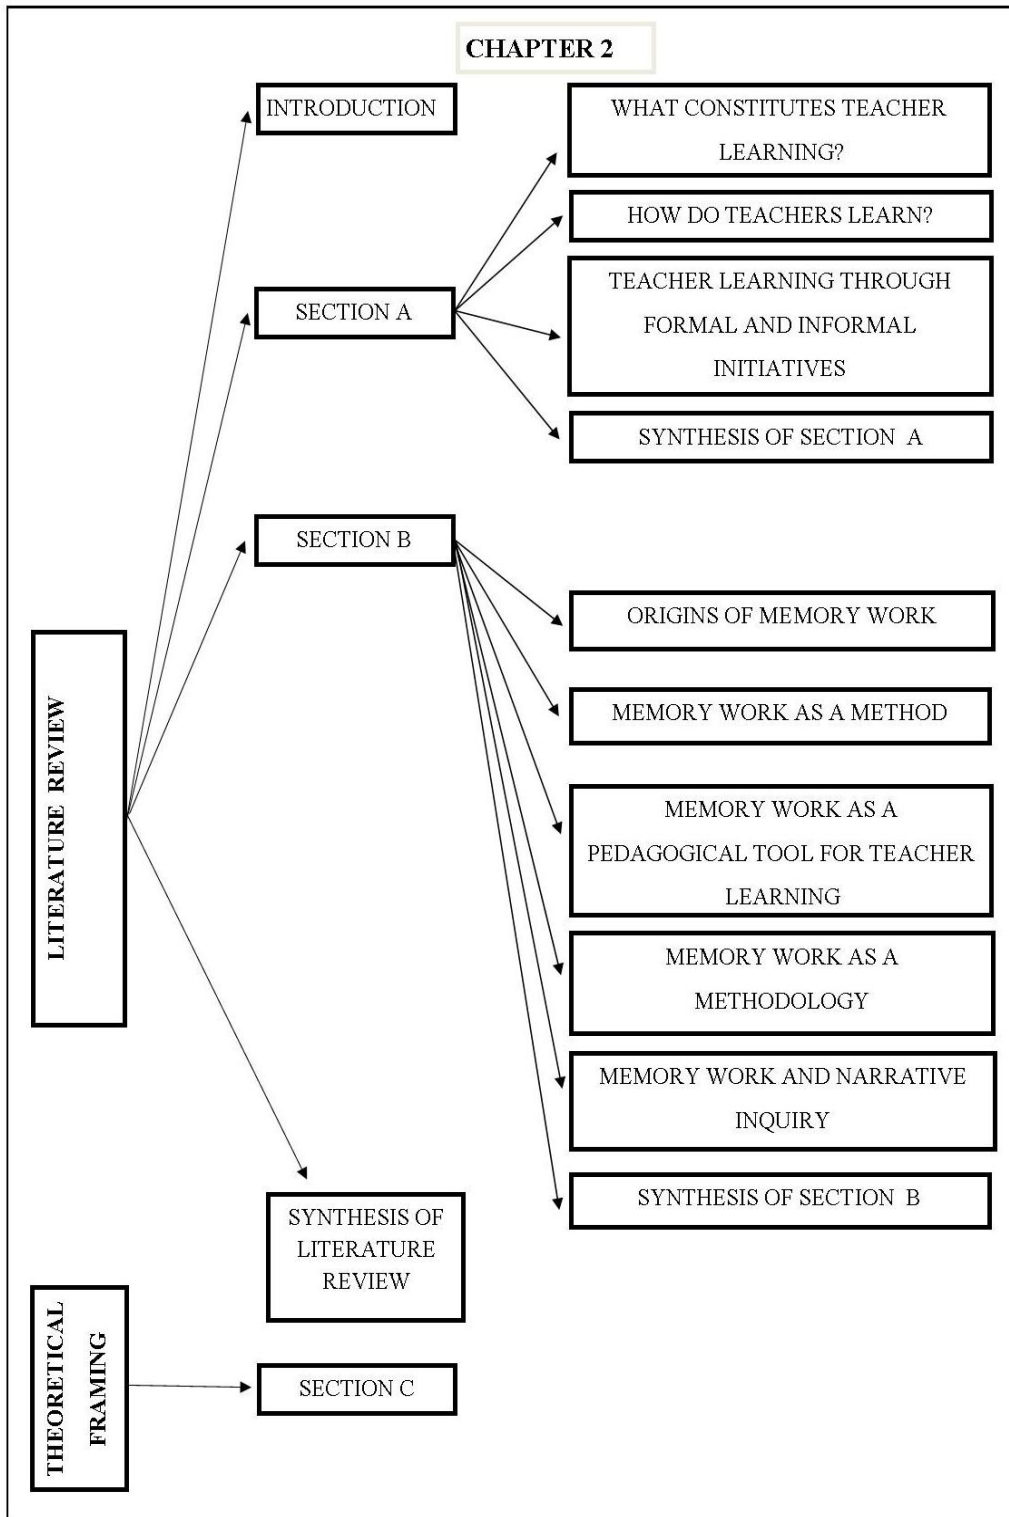 CHAPTER 2
LITERATURE REVIEW
INTRODUCTION
SECTION A
WHAT CONSTITUTES TEACHER
LEARNING?
HOW DO TEACHERS LEARN?
TEACHER LEARNING THROUGH
FORMAL AND INFORMAL
INITIATIVES
SYNTHESIS OF SECTION A
SECTION B
ORIGINS OF MEMORY WORK
MEMORY WORK AS A METHOD
MEMORY WORK AS A
PEDAGOGICAL TOOL FOR TEACHER
LEARNING
MEMORY WORK AS A
METHODOLOGY
MEMORY WORK AND NARRATIVE
INQUIRY
SYNTHESIS OF SECTION B
SYNTHESIS OF
LITERATURE
REVIEW
THEORETICAL
FRAMING
SECTION C